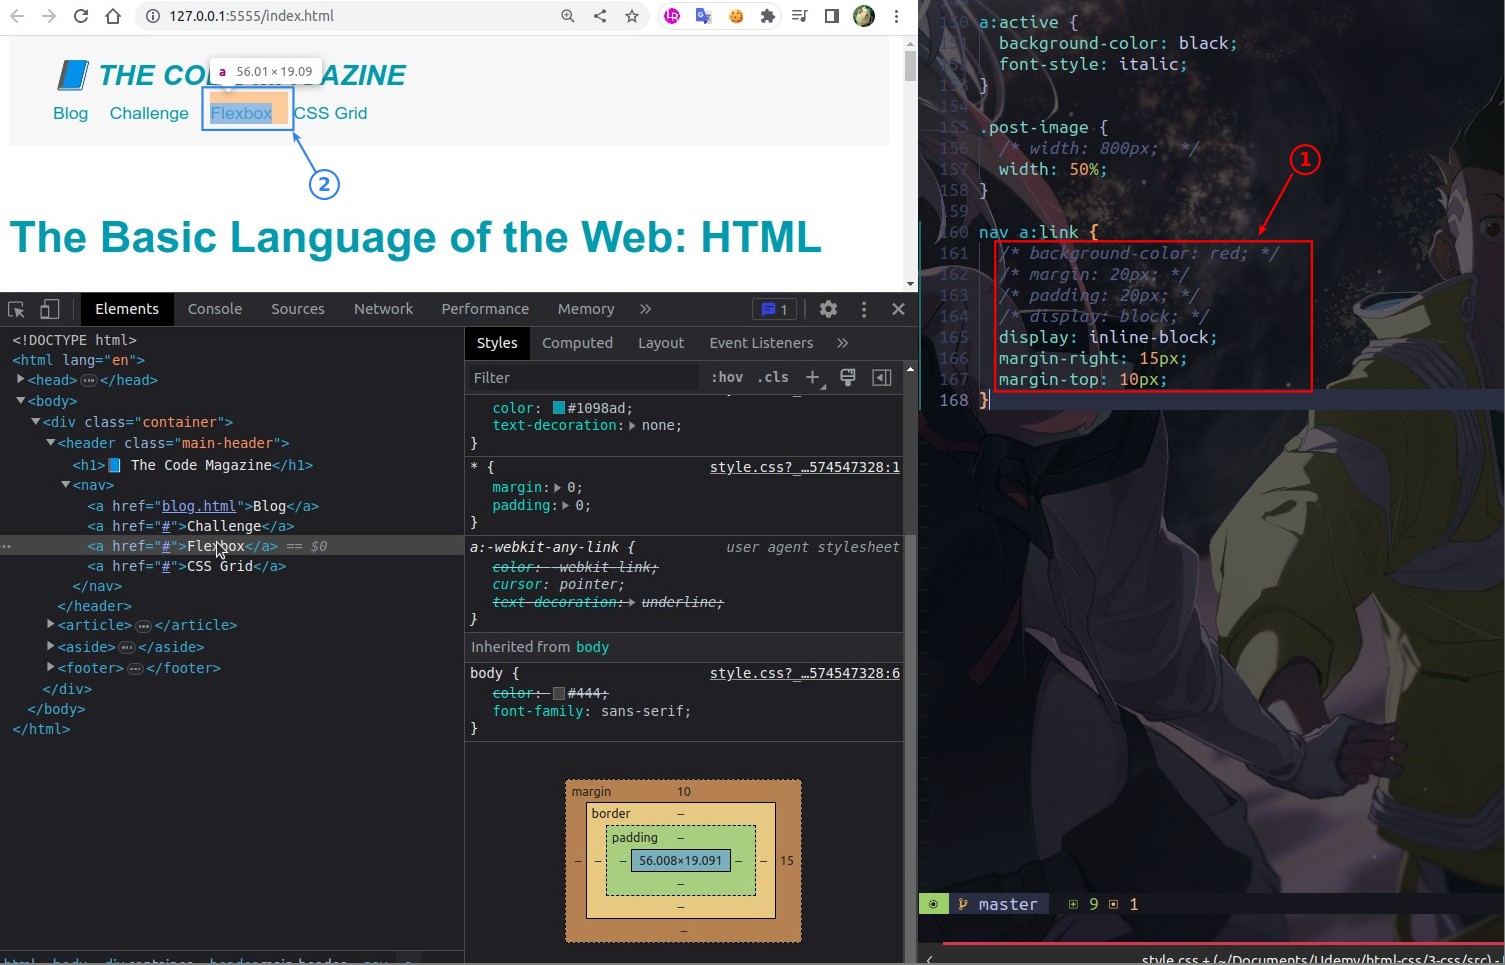 127.0.0.1:5555/index.html
THE CO AZINE
a 56.01 × 19.09
Blog Challenge Flexbox CSS Grid
2
The Basic Language of the Web: HTML
Elements Console Sources Network Performance Memory » 1
<!DOCTYPE html>
<html lang="en">
<head> ••• </head>
<body>
<div class="container">
<header class="main-header">
<h1>📘 The Code Magazine</h1>
<nav>
<a href="blog.html">Blog</a>
<a href="#">Challenge</a>
<a href="#">Flexbox</a> == $0
<a href="#">CSS Grid</a>
</nav>
</header>
<article> ••• </article>
<aside> ••• </aside>
<footer> ••• </footer>
</div>
</body>
</html>
Styles Computed Layout Event Listeners »
Filter :hov .cls +
color: #1098ad;
text-decoration: none;
}
* { style.css?_…574547328:1
margin: 0;
padding: 0;
}
a:-webkit-any-link { user agent stylesheet
color: -webkit-link;
cursor: pointer;
text-decoration: underline;
}
Inherited from body
body { style.css?_…574547328:6
color: #444;
font-family: sans-serif;
}
margin 10
border –
padding –
– – – 56.008×19.091 – – 15
–
–
–
a:active {
background-color: black;
font-style: italic;
}
154
155 .post-image {
156 /* width: 800px; */
157 width: 50%;
158 }
159
160 nav a:link {
161 /* background-color: red; */
162 /* margin: 20px; */
163 /* padding: 20px; */
164 /* display: block; */
165 display: inline-block;
166 margin-right: 15px;
167 margin-top: 10px;
168 }
1
master 9 1
style.css + (~/Documents/Udemy/html-css/3-css/src) -